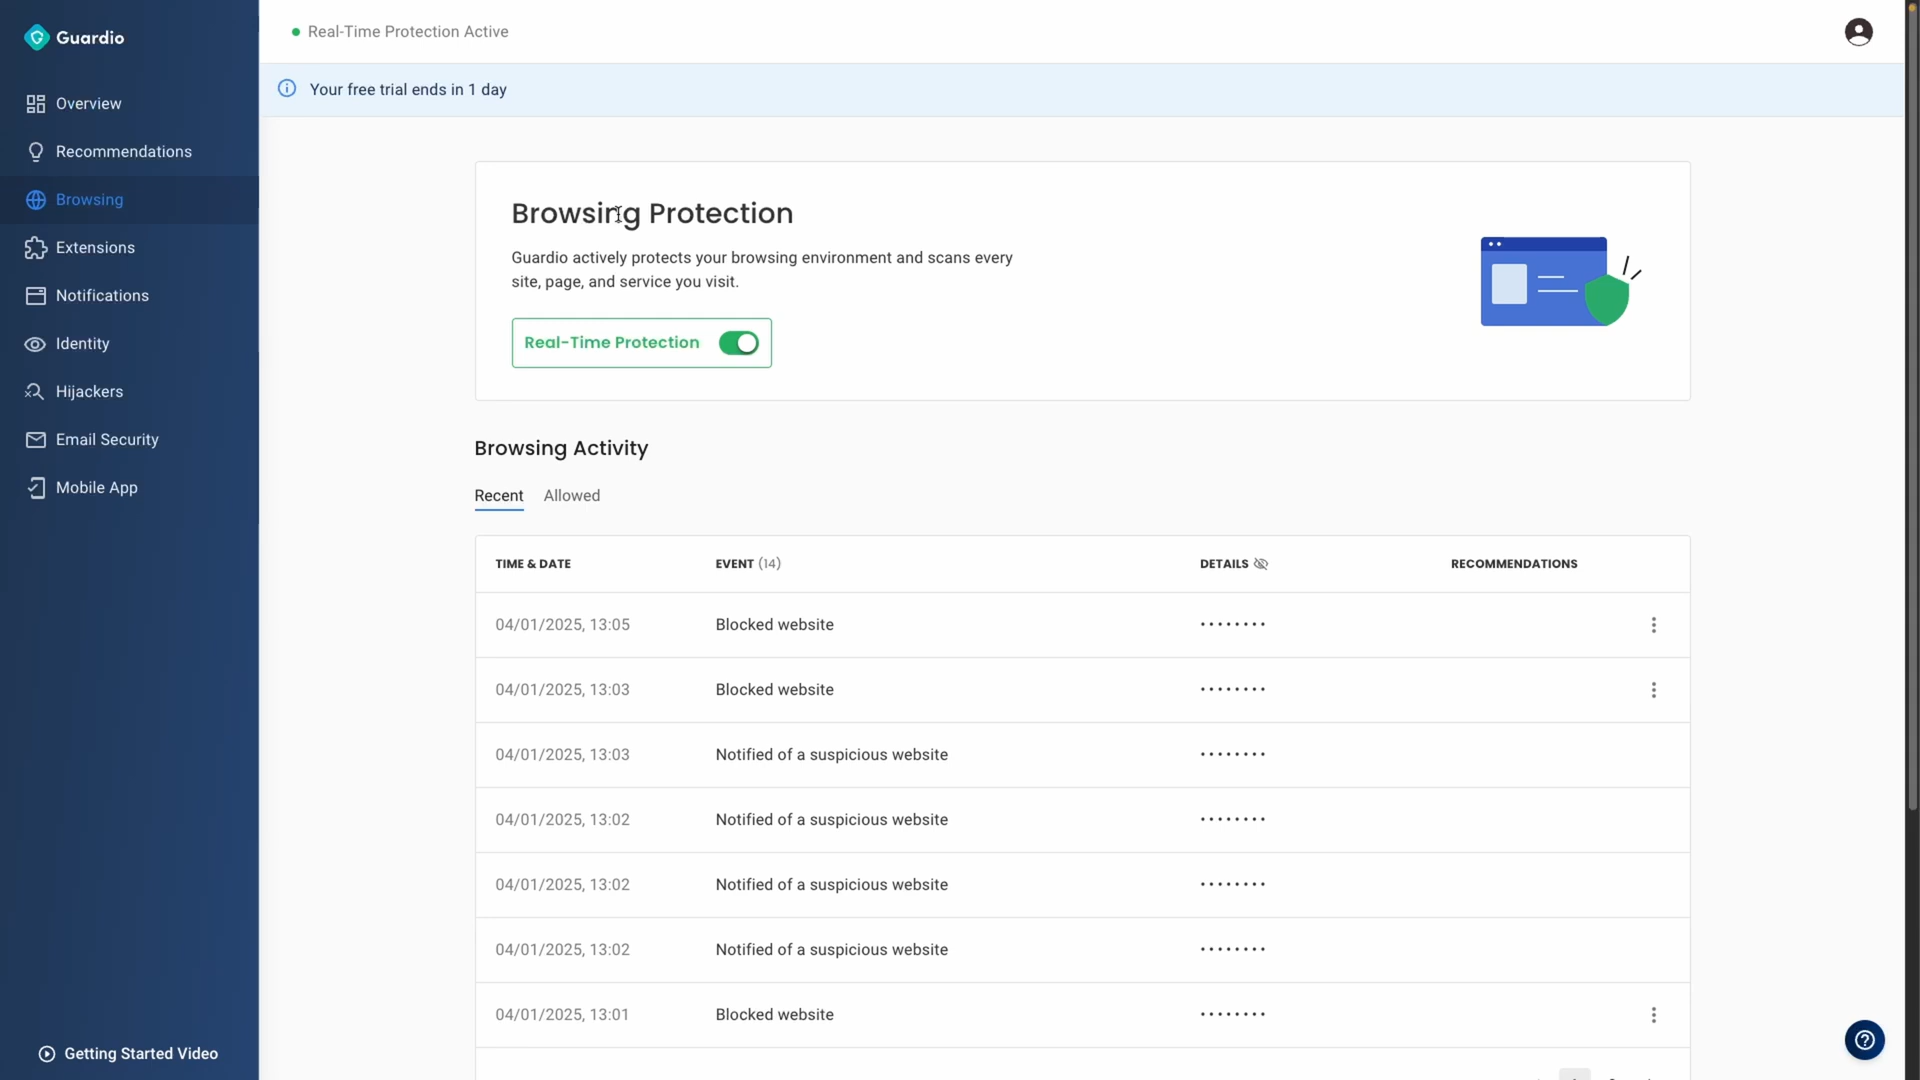 Guardio
Real-Time Protection Active
Your free trial ends in 1 day
Overview
Recommendations
Browsing
Extensions
Notifications
Identity
Hijackers
Email Security
Mobile App
Getting Started Video
Browsing Protection
Guardio actively protects your browsing environment and scans every
site, page, and service you visit.
Real-Time Protection
Browsing Activity
Recent Allowed
TIME & DATE EVENT (14) DETAILS RECOMMENDATIONS
04/01/2025, 13:05 Blocked website ••••••••
04/01/2025, 13:03 Blocked website ••••••••
04/01/2025, 13:03 Notified of a suspicious website ••••••••
04/01/2025, 13:02 Notified of a suspicious website ••••••••
04/01/2025, 13:02 Notified of a suspicious website ••••••••
04/01/2025, 13:02 Notified of a suspicious website ••••••••
04/01/2025, 13:01 Blocked website ••••••••